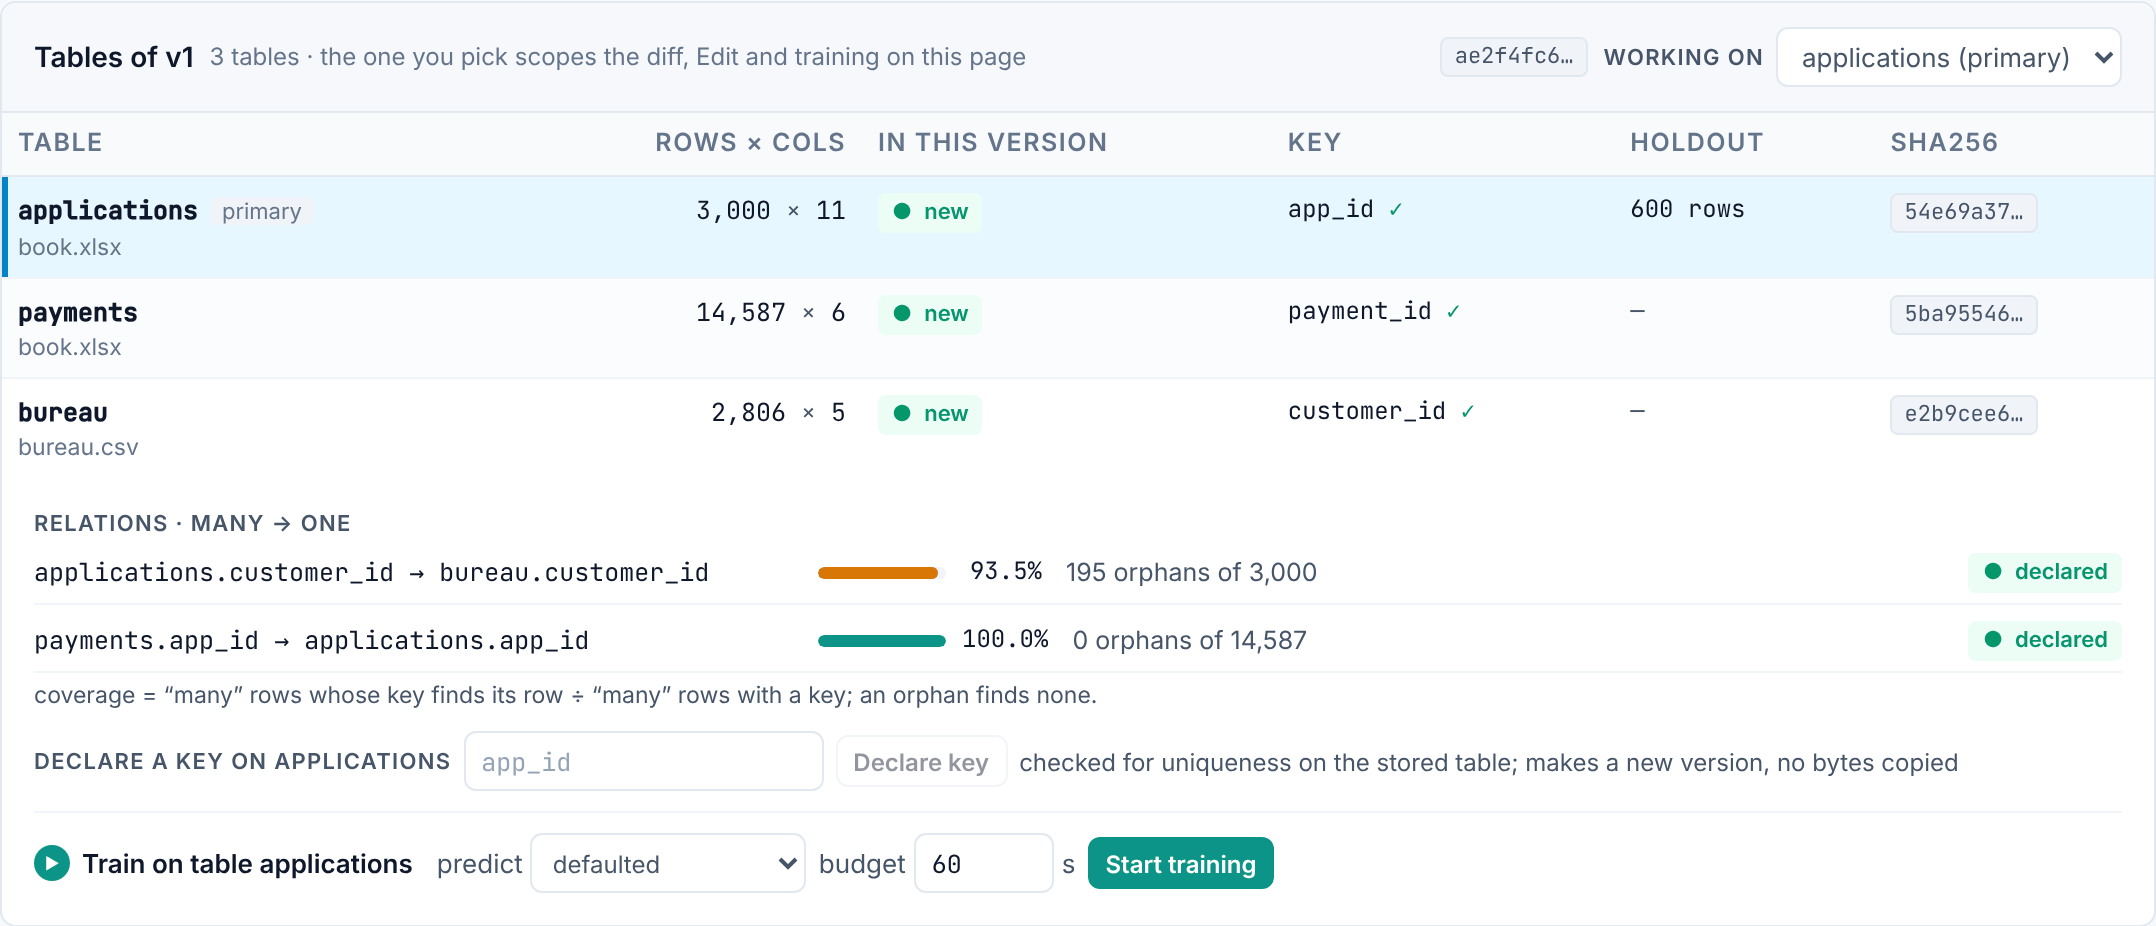 Tables of v1 3 tables · the one you pick scopes the diff, Edit and training on this page ae2f4fc6… WORKING ON applications (primary)
TABLE ROWS × COLS IN THIS VERSION KEY HOLDOUT SHA256
applications primary 3,000 × 11 new app_id ✓ 600 rows 54e69a37…
book.xlsx
payments 14,587 × 6 new payment_id ✓ — 5ba95546…
book.xlsx
bureau 2,806 × 5 new customer_id ✓ — e2b9cee6…
bureau.csv
RELATIONS · MANY → ONE
applications.customer_id → bureau.customer_id 93.5% 195 orphans of 3,000 declared
payments.app_id → applications.app_id 100.0% 0 orphans of 14,587 declared
coverage = “many” rows whose key finds its row ÷ “many” rows with a key; an orphan finds none.
DECLARE A KEY ON APPLICATIONS app_id Declare key checked for uniqueness on the stored table; makes a new version, no bytes copied
Train on table applications predict defaulted budget 60 s Start training